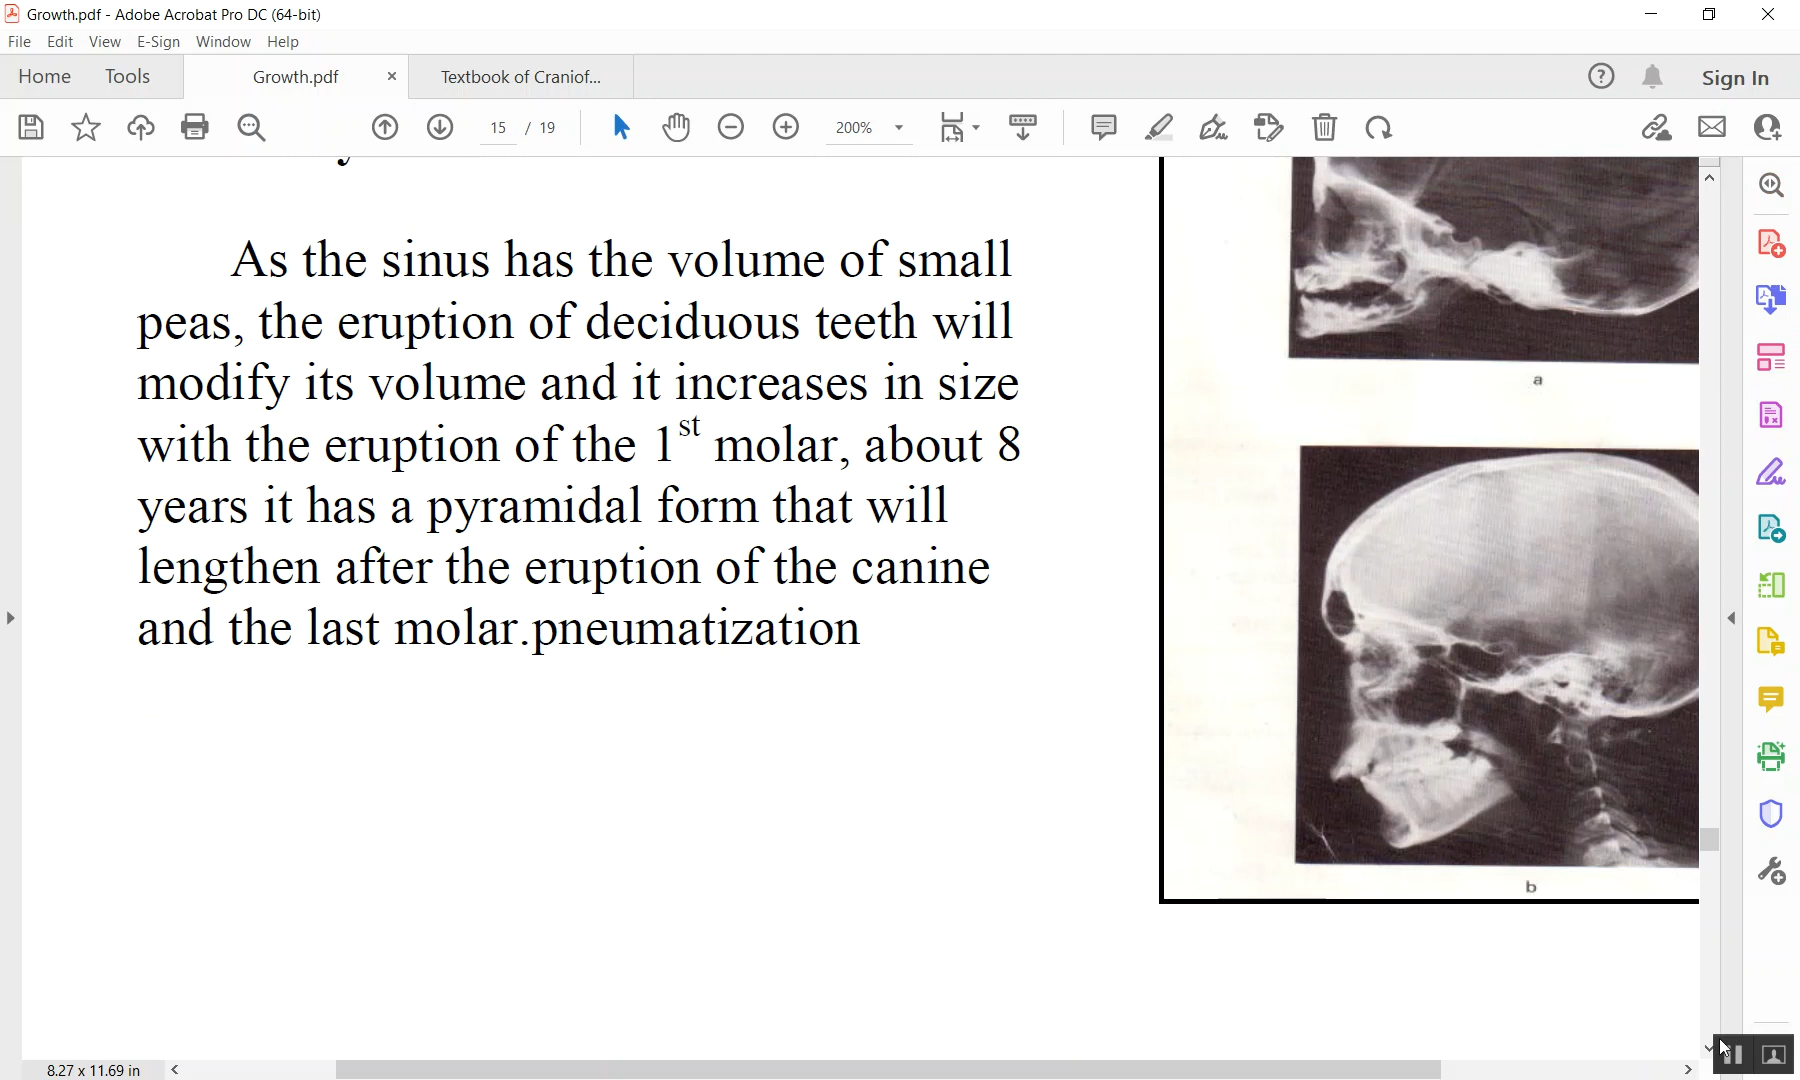 Growth.pdf - Adobe Acrobat Pro DC (64-bit)
File Edit View E-Sign Window Help
Home Tools Growth.pdf × Textbook of Craniof... Sign In
15 / 19 200%
As the sinus has the volume of small
peas, the eruption of deciduous teeth will
modify its volume and it increases in size
with the eruption of the 1st molar, about 8
years it has a pyramidal form that will
lengthen after the eruption of the canine
and the last molar.pneumatization
a
b
8.27 x 11.69 in